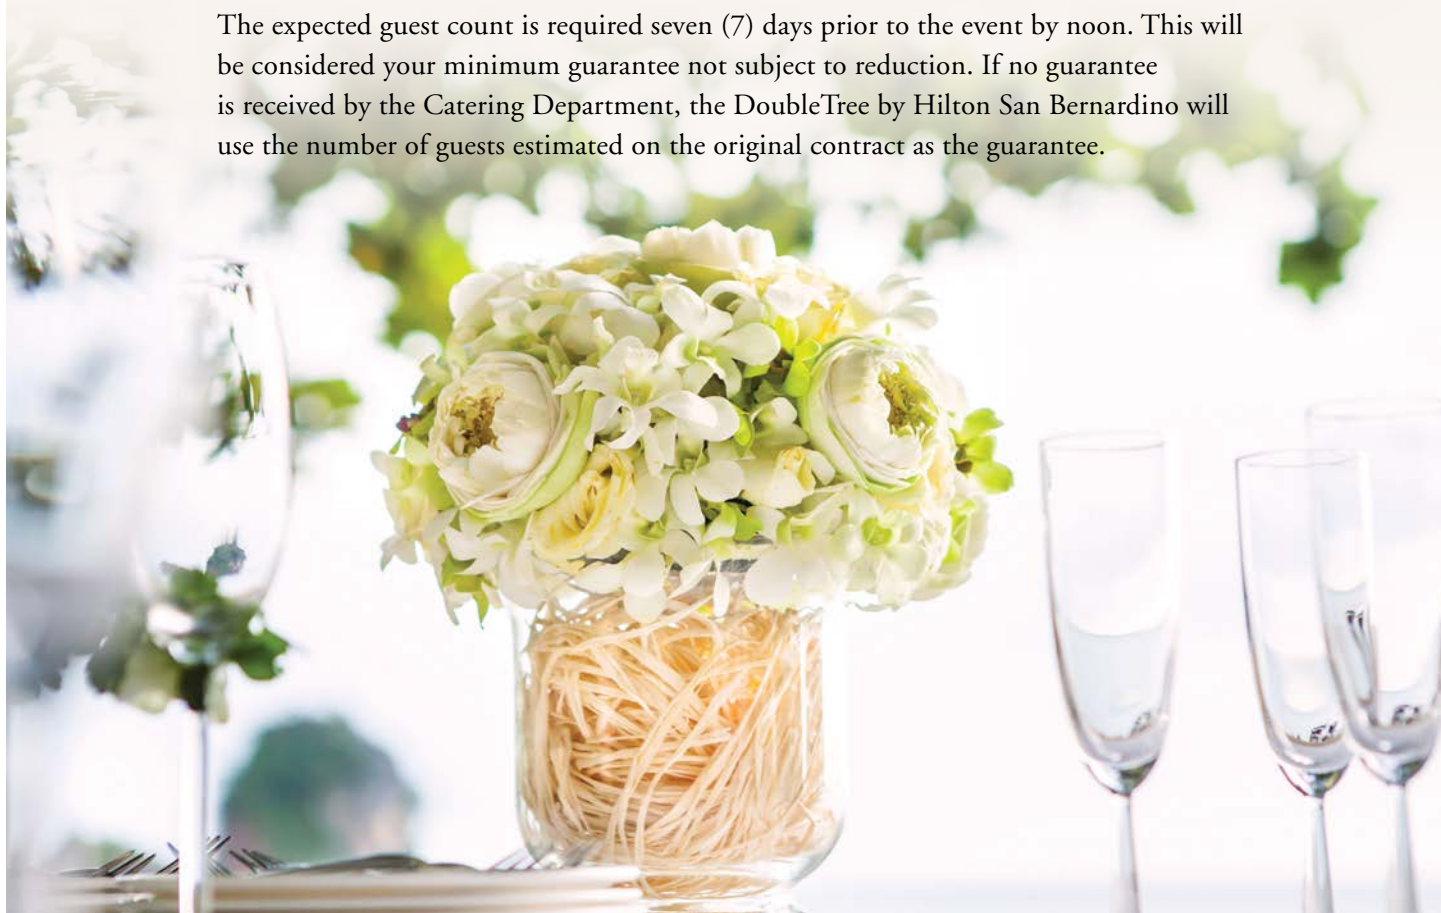 The expected guest count is required seven (7) days prior to the event by noon. This will
be considered your minimum guarantee not subject to reduction. If no guarantee
is received by the Catering Department, the DoubleTree by Hilton San Bernardino will
use the number of guests estimated on the original contract as the guarantee.